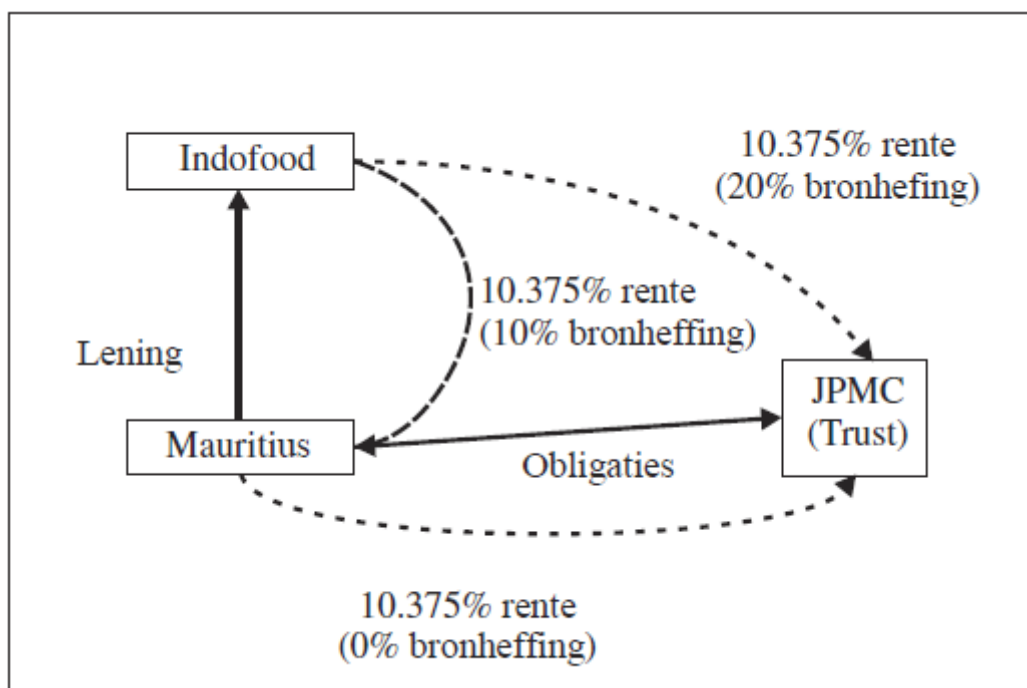 Indofood
10.375% rente
(20% bronhefing)
10.375% rente
(10% bronheffing)
Lening
JPMC
(Trust)
Mauritius
Obligaties
10.375% rente
(0% bronheffing)